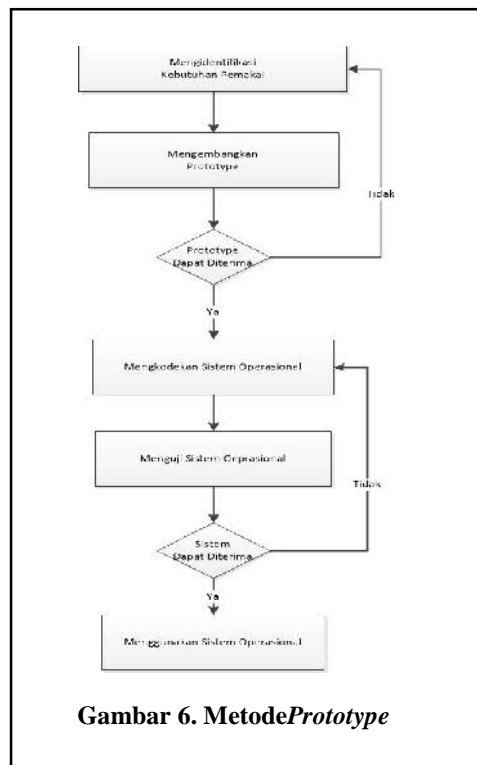 Mengidentifikasi
Kebutuhan Pemakai
Mengembangkan
Prototype
Tidak
Prototype
Dapat Diterima
Ya
Mengkodekan Sistem Operasional
Menguji Sistem Oeprasional
Tidak
Sistem
Dapat Diterima
Ya
Menggunakan Sistem Operasional
Gambar 6. MetodePrototype